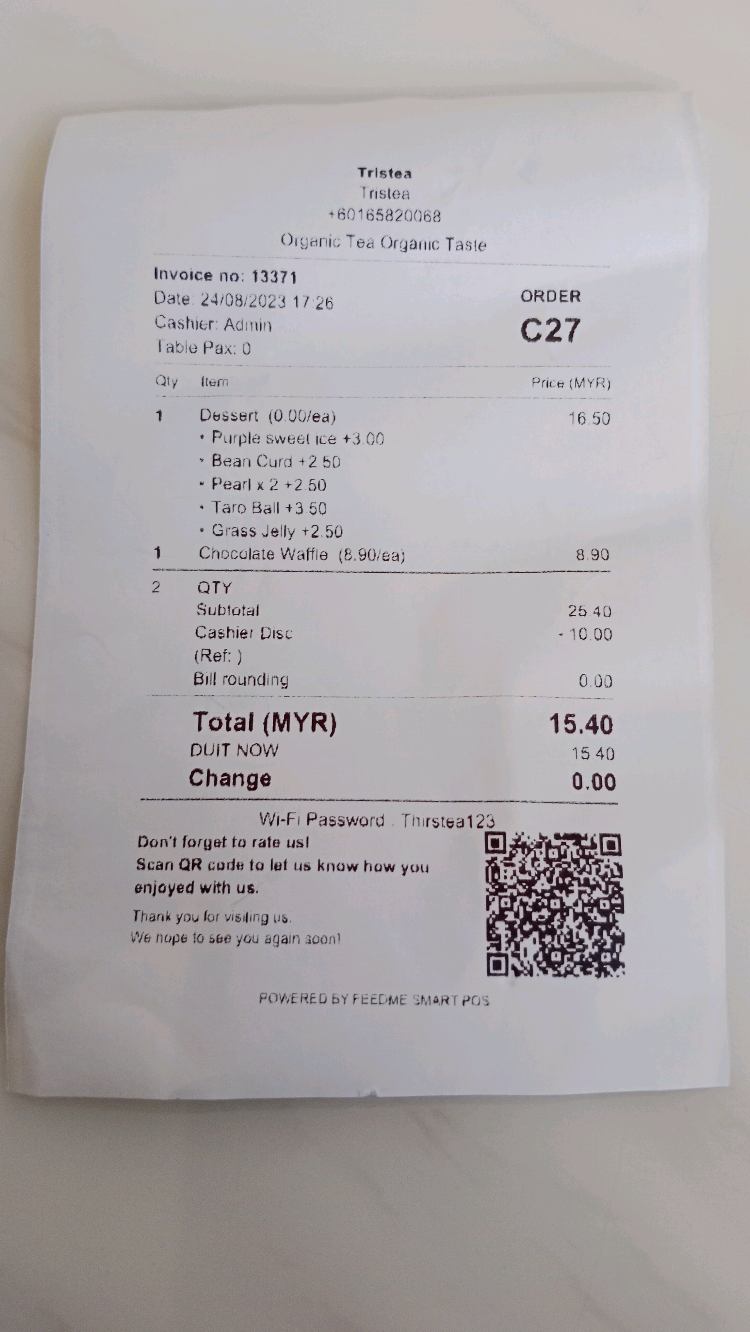 Tristea
Tristea
+60165820068
Organic Tea Organic Taste
Invoice no: 13371
Date: 24/08/2023 17:26
ORDER
Cashier: Admin
C27
Table Pax: 0
Qty Item Price (MYR)
1 Dessert (0.00/ea) 16.50
• Purple sweet ice +3.00
• Bean Curd +2.50
• Pearl x 2 +2.50
• Taro Ball +3.50
• Grass Jelly +2.50
1 Chocolate Waffle (8.90/ea) 8.90
2 QTY
Subtotal 25.40
Cashier Disc - 10.00
(Ref: )
Bill rounding 0.00
Total (MYR) 15.40
DUIT NOW 15.40
Change 0.00
Wi-Fi Password : Thirstea123
Don't forget to rate us!
Scan QR code to let us know how you
enjoyed with us.
Thank you for visiting us.
We hope to see you again soon!
POWERED BY FEEDME SMART POS